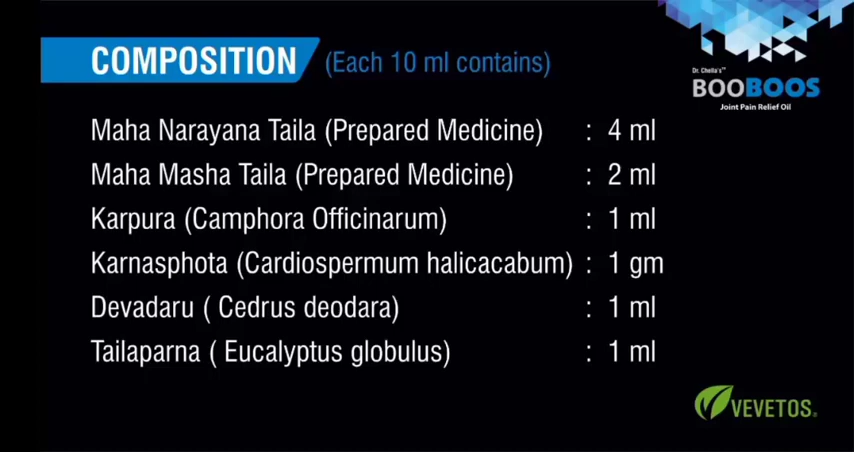 COMPOSITION (Each 10 ml contains)
Dr. Chella's™
BOOBOOS
Joint Pain Relief Oil
Maha Narayana Taila (Prepared Medicine) : 4 ml
Maha Masha Taila (Prepared Medicine) : 2 ml
Karpura (Camphora Officinarum) : 1 ml
Karnasphota (Cardiospermum halicacabum) : 1 gm
Devadaru ( Cedrus deodara) : 1 ml
Tailaparna ( Eucalyptus globulus) : 1 ml
VEVETOS®